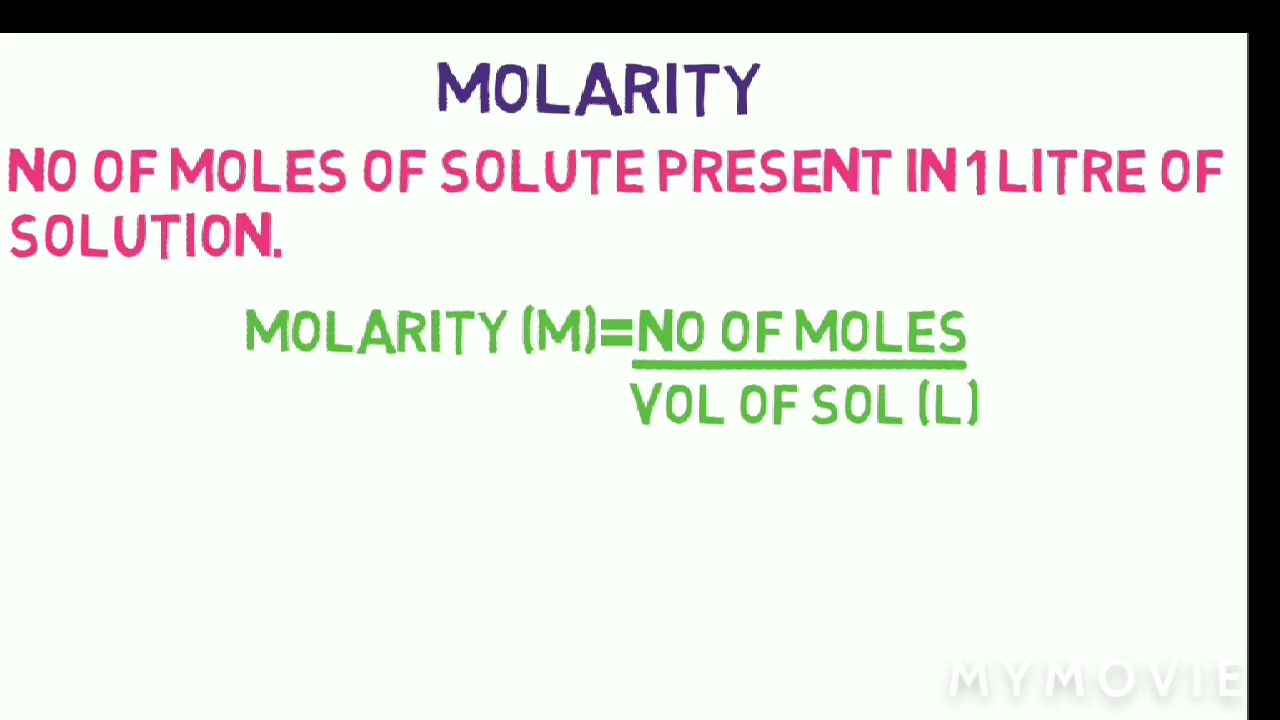 MOLARITY
NO OF MOLES OF SOLUTE PRESENT IN 1 LITRE OF
SOLUTION.
MOLARITY (M)=NO OF MOLES
VOL OF SOL (L)
MYMOVIE